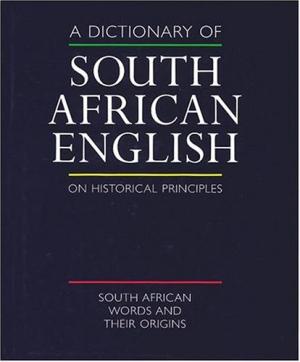 A DICTIONARY OF
SOUTH
AFRICAN
ENGLISH
ON HISTORICAL PRINCIPLES
SOUTH AFRICAN
WORDS AND
THEIR ORIGINS